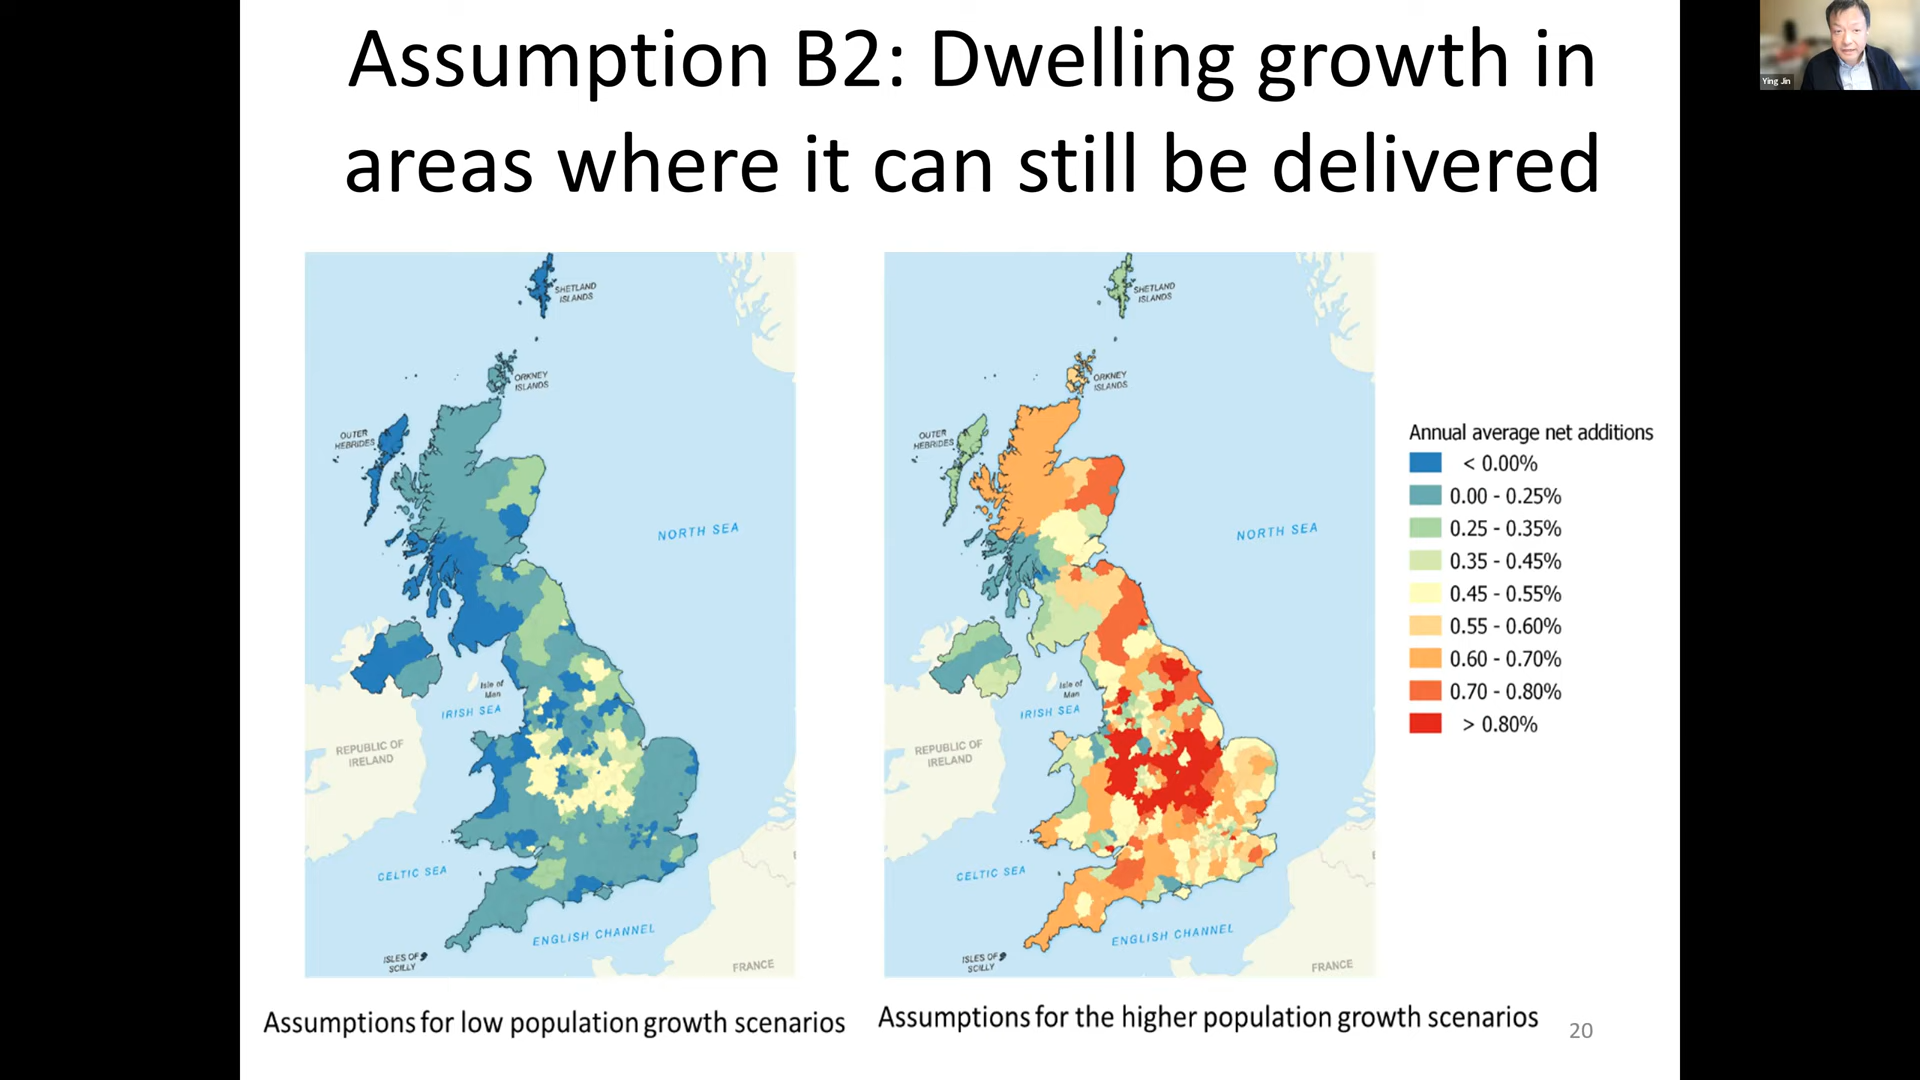 Assumption B2: Dwelling growth in
areas where it can still be delivered
Ying Jin
SHETLAND
ISLANDS
ORKNEY
ISLANDS
OUTER
HEBRIDES
NORTH SEA
Isle of
Man
IRISH SEA
REPUBLIC OF
IRELAND
CELTIC SEA
ENGLISH CHANNEL
ISLES OF
SCILLY
FRANCE
Assumptions for low population growth scenarios
SHETLAND
ISLANDS
ORKNEY
ISLANDS
OUTER
HEBRIDES
NORTH SEA
Isle of
Man
IRISH SEA
REPUBLIC OF
IRELAND
CELTIC SEA
ENGLISH CHANNEL
ISLES OF
SCILLY
FRANCE
Assumptions for the higher population growth scenarios
Annual average net additions
< 0.00%
0.00 - 0.25%
0.25 - 0.35%
0.35 - 0.45%
0.45 - 0.55%
0.55 - 0.60%
0.60 - 0.70%
0.70 - 0.80%
> 0.80%
20